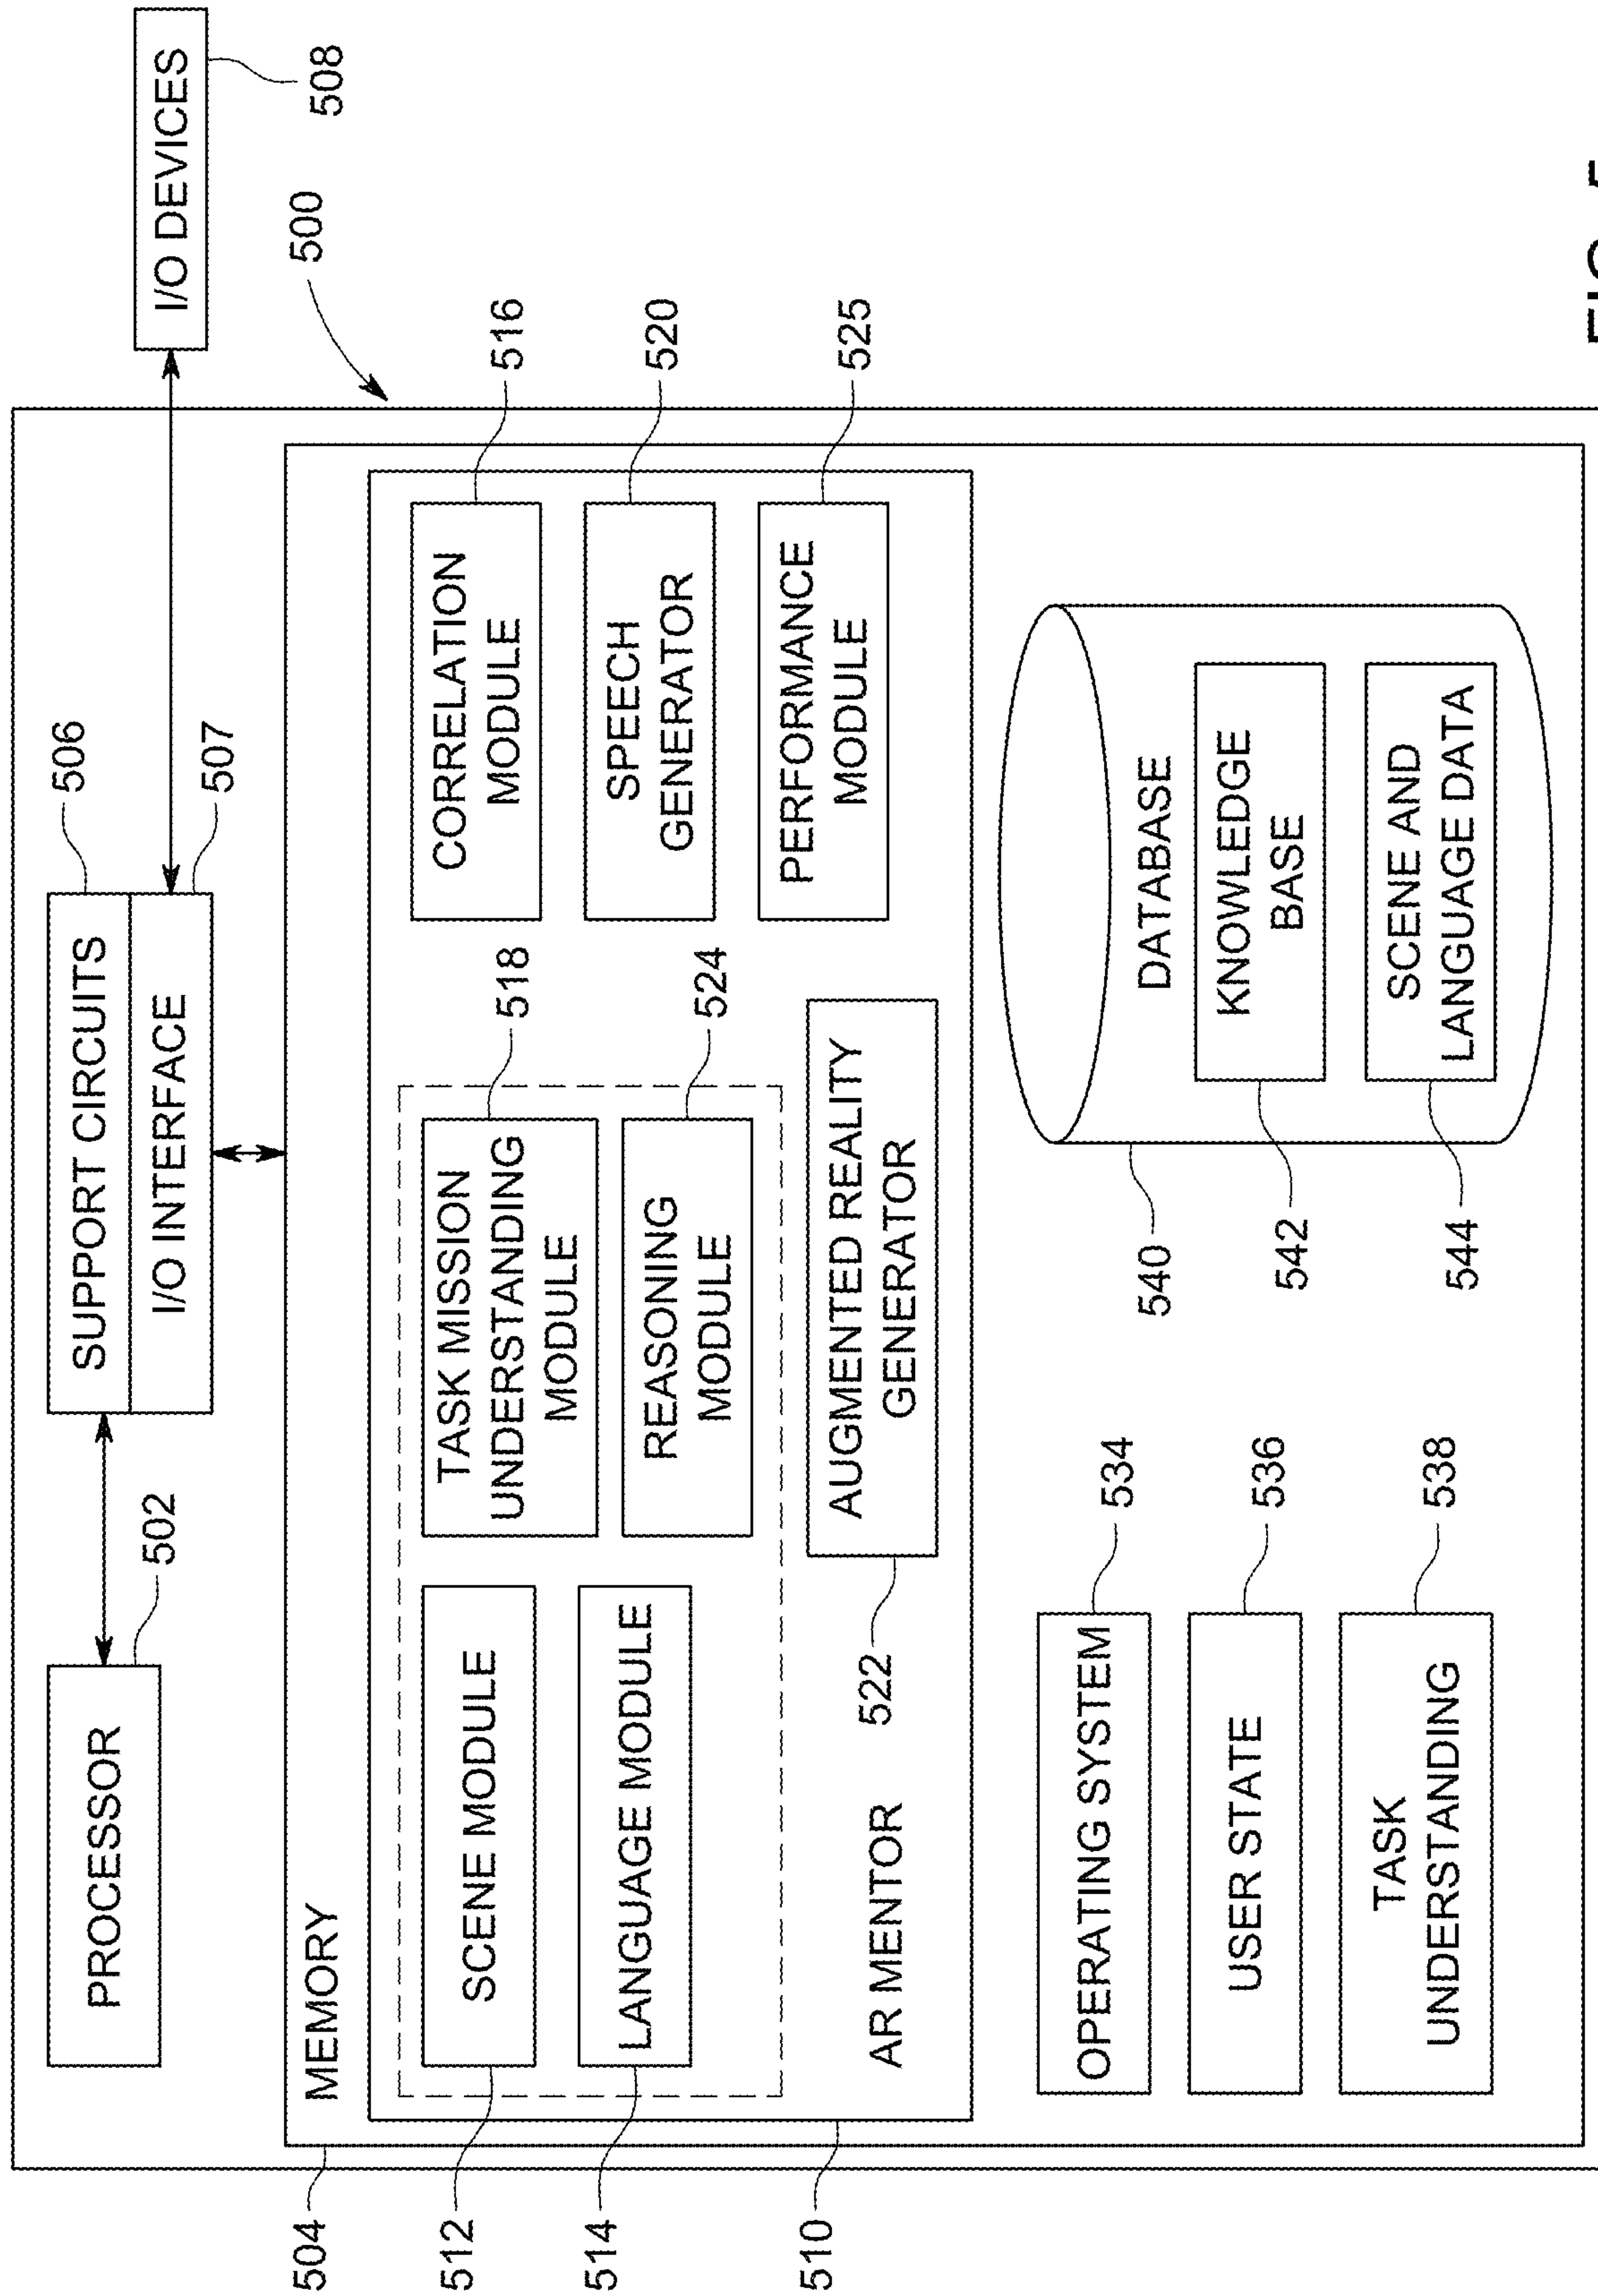 PROCESSOR
502
SUPPORT CIRCUITS
506
I/O INTERFACE
507
I/O DEVICES
508
500
504
MEMORY
512
SCENE MODULE
514
LANGUAGE MODULE
TASK MISSION
UNDERSTANDING
MODULE
518
REASONING
MODULE
524
CORRELATION
MODULE
516
SPEECH
GENERATOR
520
PERFORMANCE
MODULE
525
510
AR MENTOR
522
AUGMENTED REALITY
GENERATOR
OPERATING SYSTEM
534
USER STATE
536
TASK
UNDERSTANDING
538
540
DATABASE
542
KNOWLEDGE
BASE
544
SCENE AND
LANGUAGE DATA